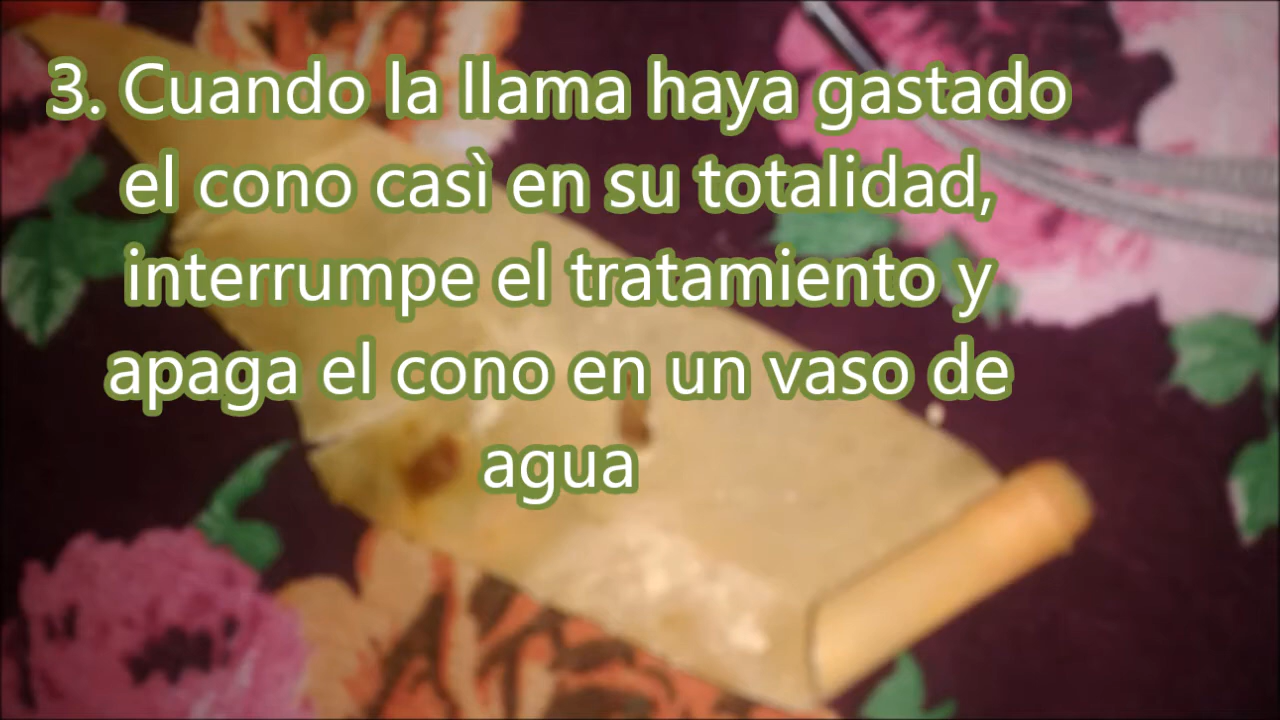 3. Cuando la llama haya gastado
el cono casì en su totalidad,
interrumpe el tratamiento y
apaga el cono en un vaso de
agua